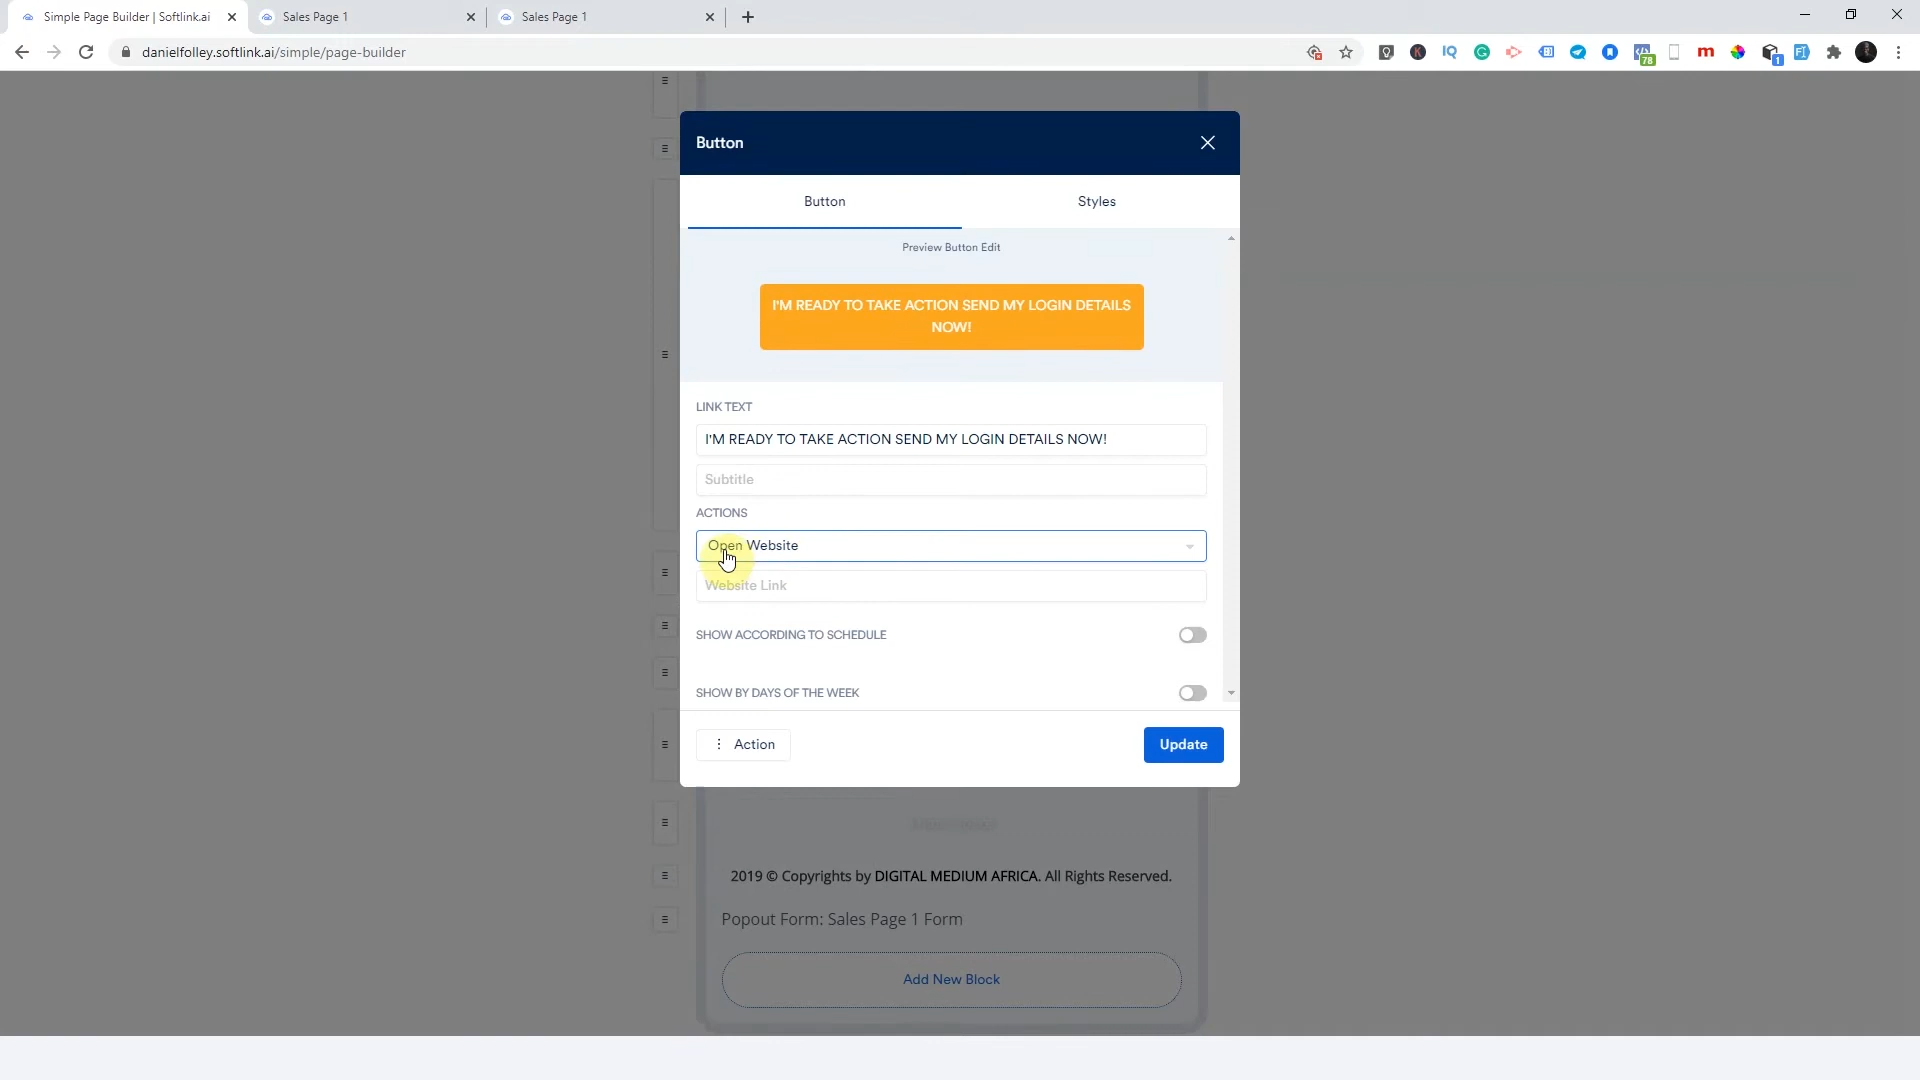 Simple Page Builder | Softlink.ai
Sales Page 1
Sales Page 1
danielfolley.softlink.ai/simple/page-builder
K
IQ
78
m
1
Button
Button
Styles
Preview Button Edit
I'M READY TO TAKE ACTION SEND MY LOGIN DETAILS
NOW!
LINK TEXT
I'M READY TO TAKE ACTION SEND MY LOGIN DETAILS NOW!
Subtitle
ACTIONS
Open Website
Website Link
SHOW ACCORDING TO SCHEDULE
SHOW BY DAYS OF THE WEEK
Action
Update
2019 © Copyrights by DIGITAL MEDIUM AFRICA. All Rights Reserved.
Popout Form: Sales Page 1 Form
Add New Block